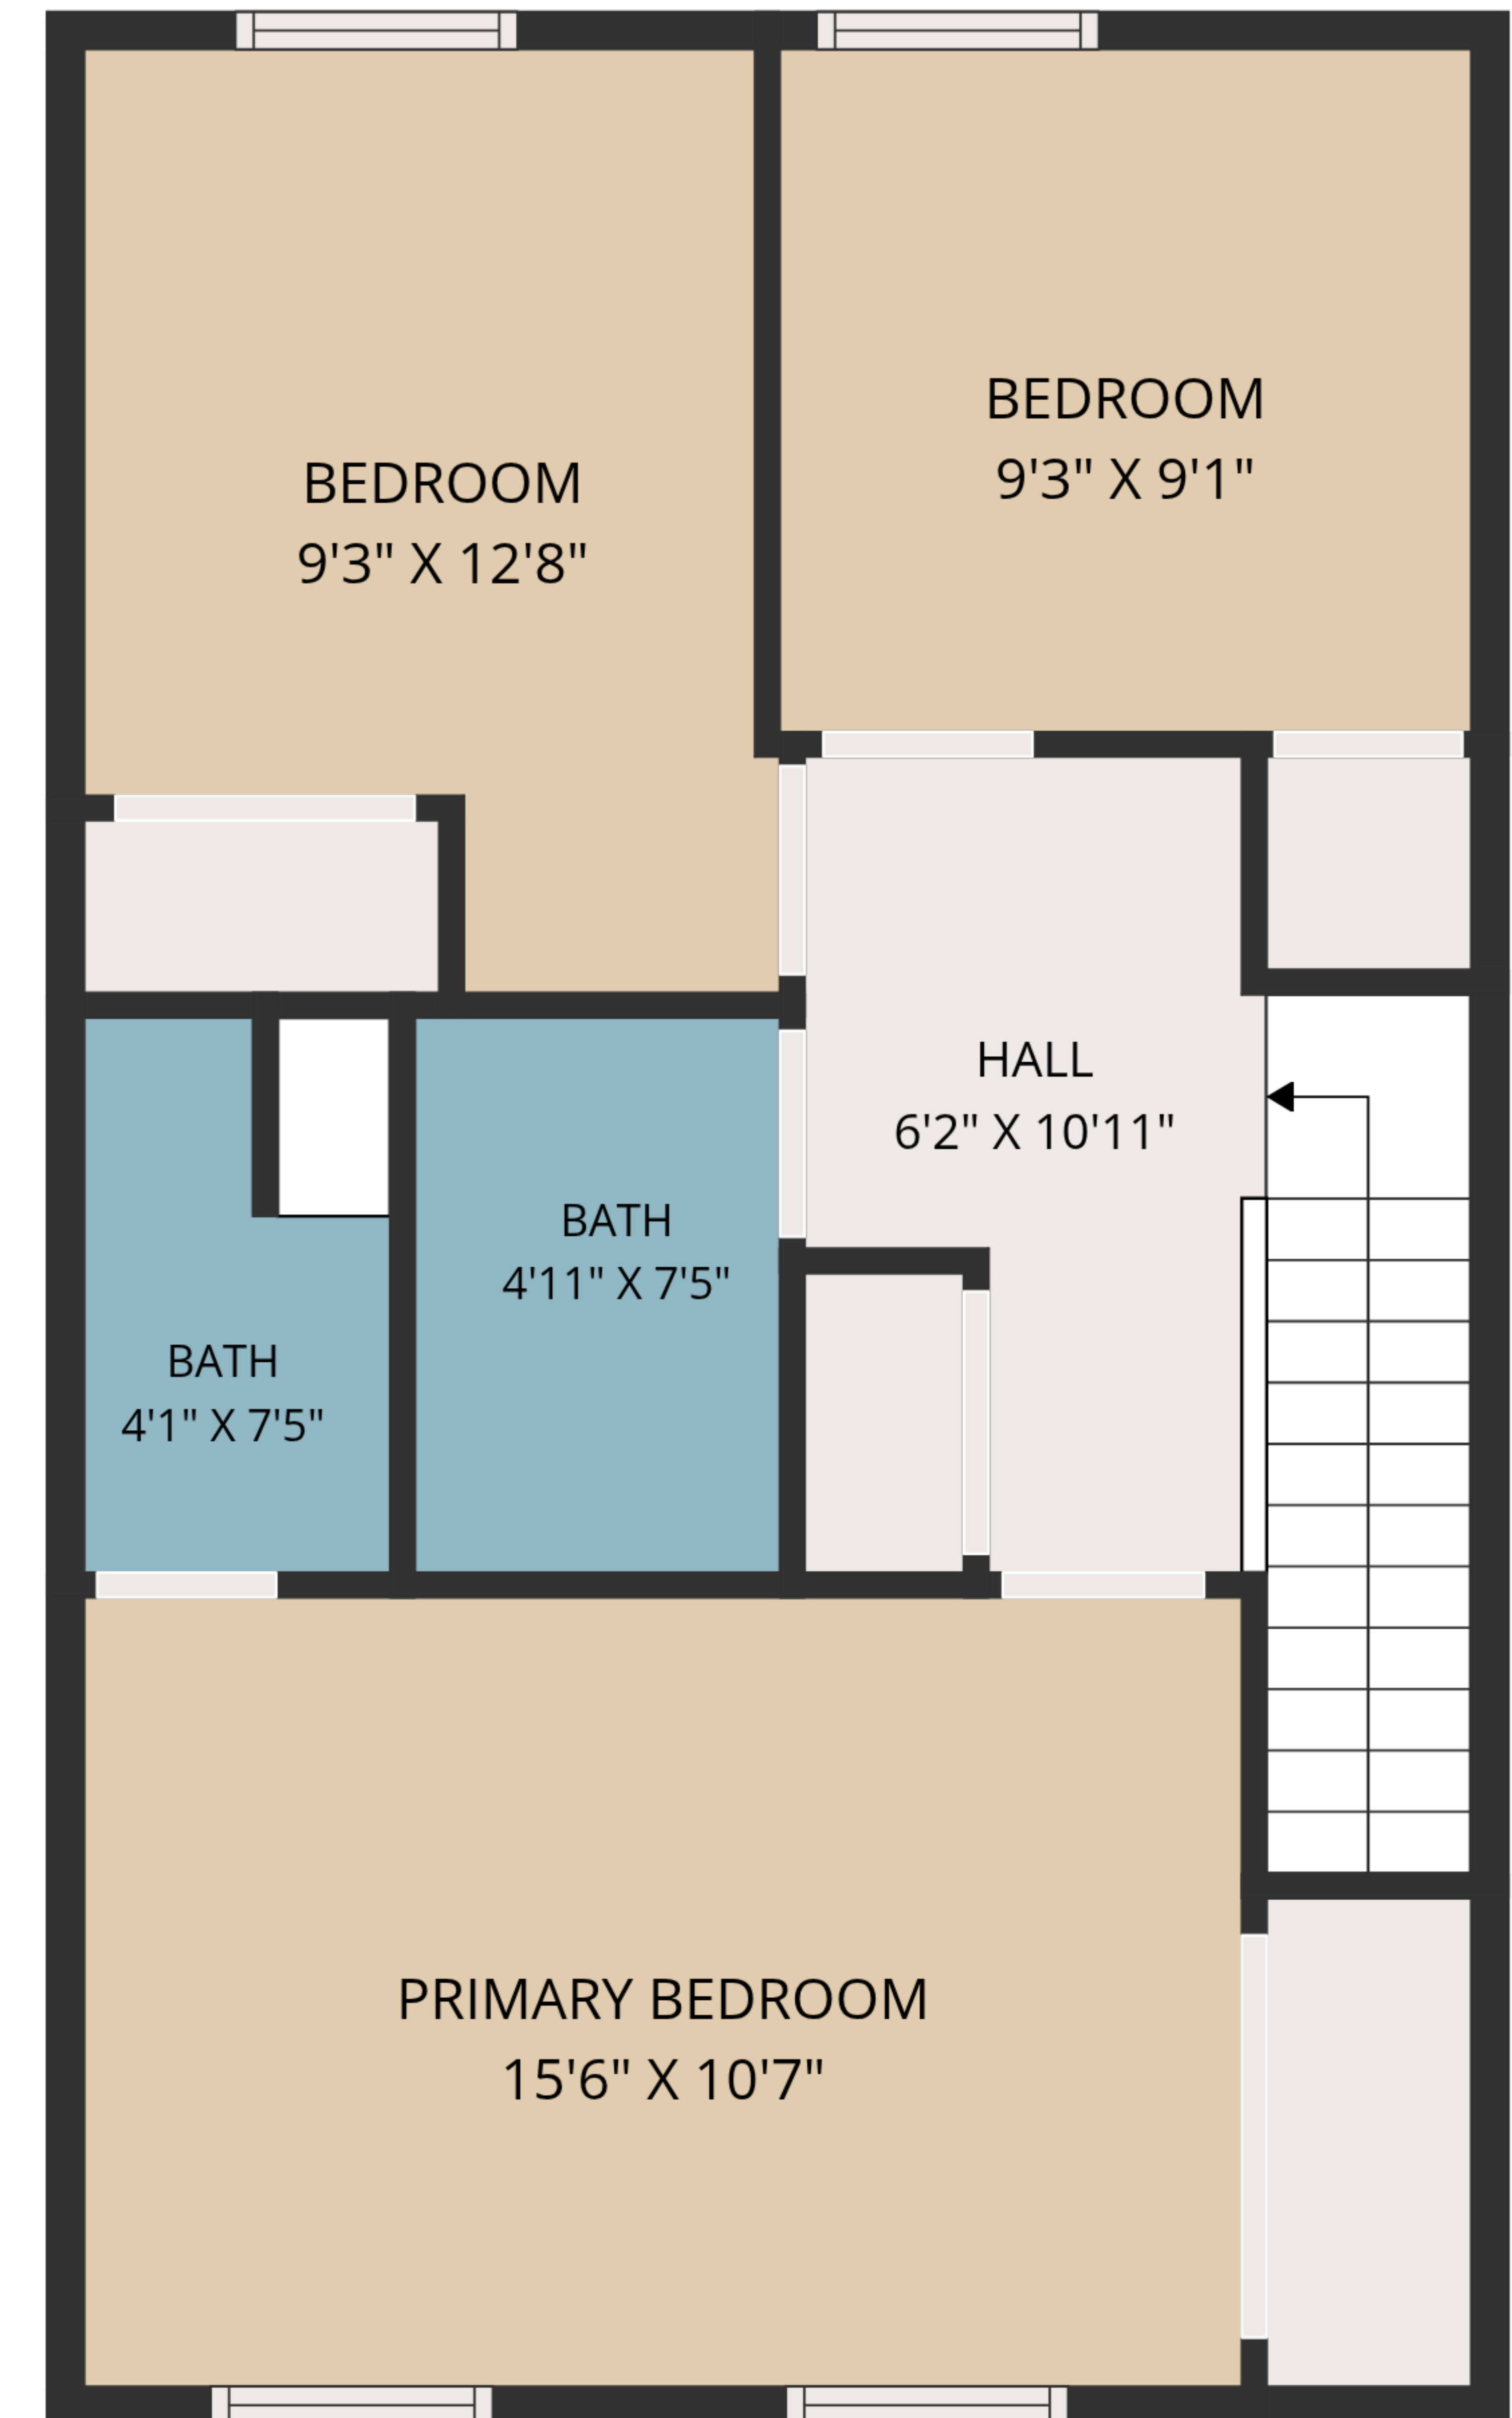 BEDROOM
9'3" X 12'8"
BEDROOM
9'3" X 9'1"
HALL
6'2" X 10'11"
BATH
4'11" X 7'5"
BATH
4'1" X 7'5"
PRIMARY BEDROOM
15'6" X 10'7"